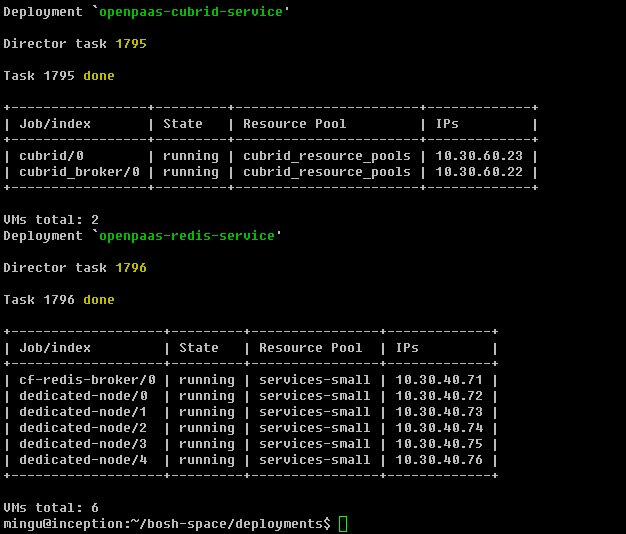 Deployment `openpaas-cubrid-service'
Director task 1795
Task 1795 done
+-----------------+---------+-----------------------+-------------+
| Job/index       | State   | Resource Pool         | IPs         |
+-----------------+---------+-----------------------+-------------+
| cubrid/0        | running | cubrid_resource_pools | 10.30.60.23 |
| cubrid_broker/0 | running | cubrid_resource_pools | 10.30.60.22 |
+-----------------+---------+-----------------------+-------------+
VMs total: 2
Deployment `openpaas-redis-service'
Director task 1796
Task 1796 done
+-------------------+---------+----------------+-------------+
| Job/index         | State   | Resource Pool  | IPs         |
+-------------------+---------+----------------+-------------+
| cf-redis-broker/0 | running | services-small | 10.30.40.71 |
| dedicated-node/0  | running | services-small | 10.30.40.72 |
| dedicated-node/1  | running | services-small | 10.30.40.73 |
| dedicated-node/2  | running | services-small | 10.30.40.74 |
| dedicated-node/3  | running | services-small | 10.30.40.75 |
| dedicated-node/4  | running | services-small | 10.30.40.76 |
+-------------------+---------+----------------+-------------+
VMs total: 6
mingu@inception:~/bosh-space/deployments$